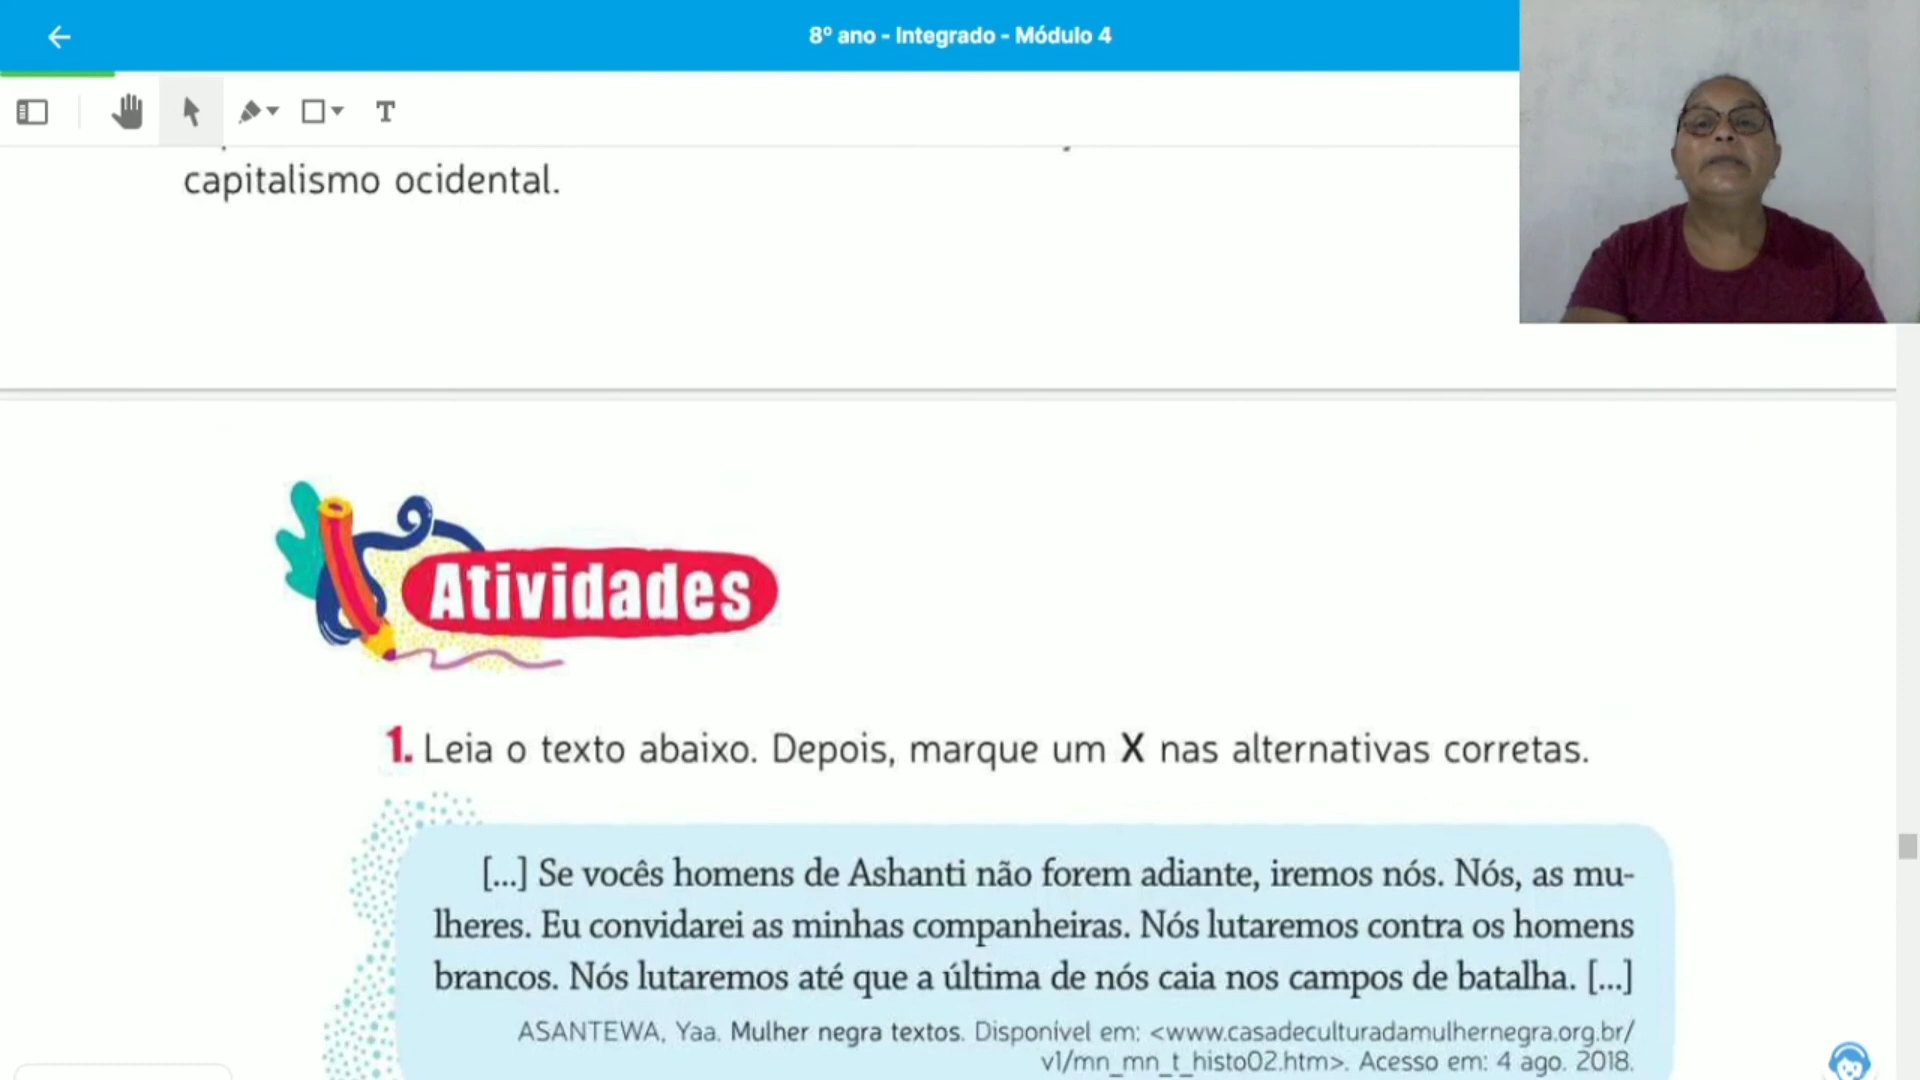 8º ano - Integrado - Módulo 4
T
capitalismo ocidental.
Atividades
1. Leia o texto abaixo. Depois, marque um X nas alternativas corretas.
[...] Se vocês homens de Ashanti não forem adiante, iremos nós. Nós, as mu-
lheres. Eu convidarei as minhas companheiras. Nós lutaremos contra os homens
brancos. Nós lutaremos até que a última de nós caia nos campos de batalha. [...]
ASANTEWA, Yaa. Mulher negra textos. Disponível em: <www.casadeculturadamulhernegra.org.br/
v1/mn_mn_t_histo02.htm>. Acesso em: 4 ago. 2018.